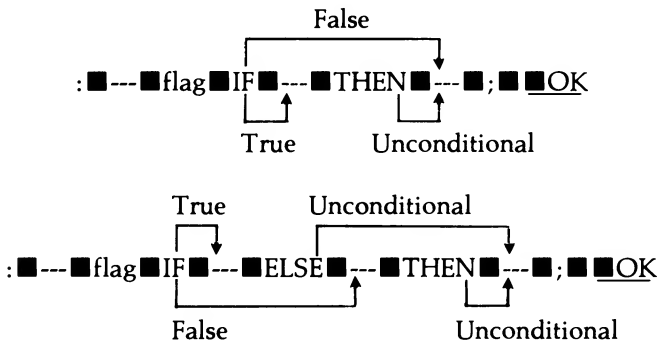 False
:■---■flag■IF■---■THEN■---■;■■OK
True Unconditional
True Unconditional
:■---■flag■IF■---■ELSE■---■THEN■---■;■■OK
False Unconditional